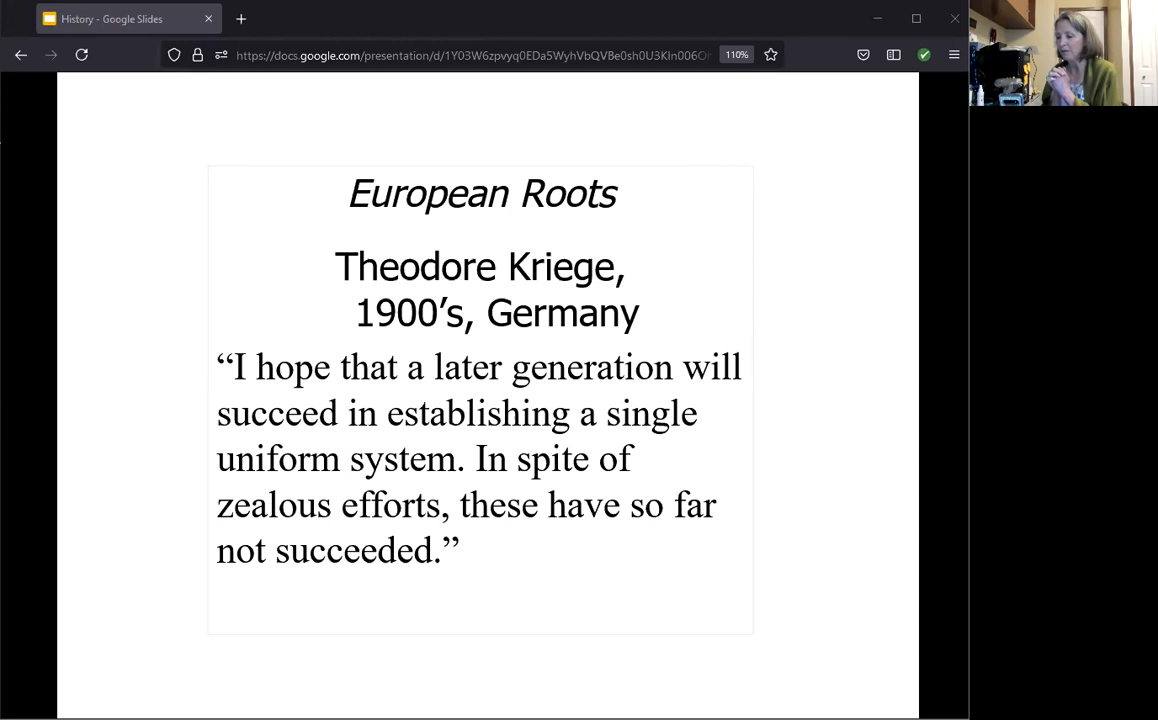 History - Google Slides
https://docs.google.com/presentation/d/1Y03W6zpvyq0EDa5WyhVbQVBe0sh0U3KIn006O
110%
European Roots
Theodore Kriege,
1900’s, Germany
“I hope that a later generation will
succeed in establishing a single
uniform system. In spite of
zealous efforts, these have so far
not succeeded.”